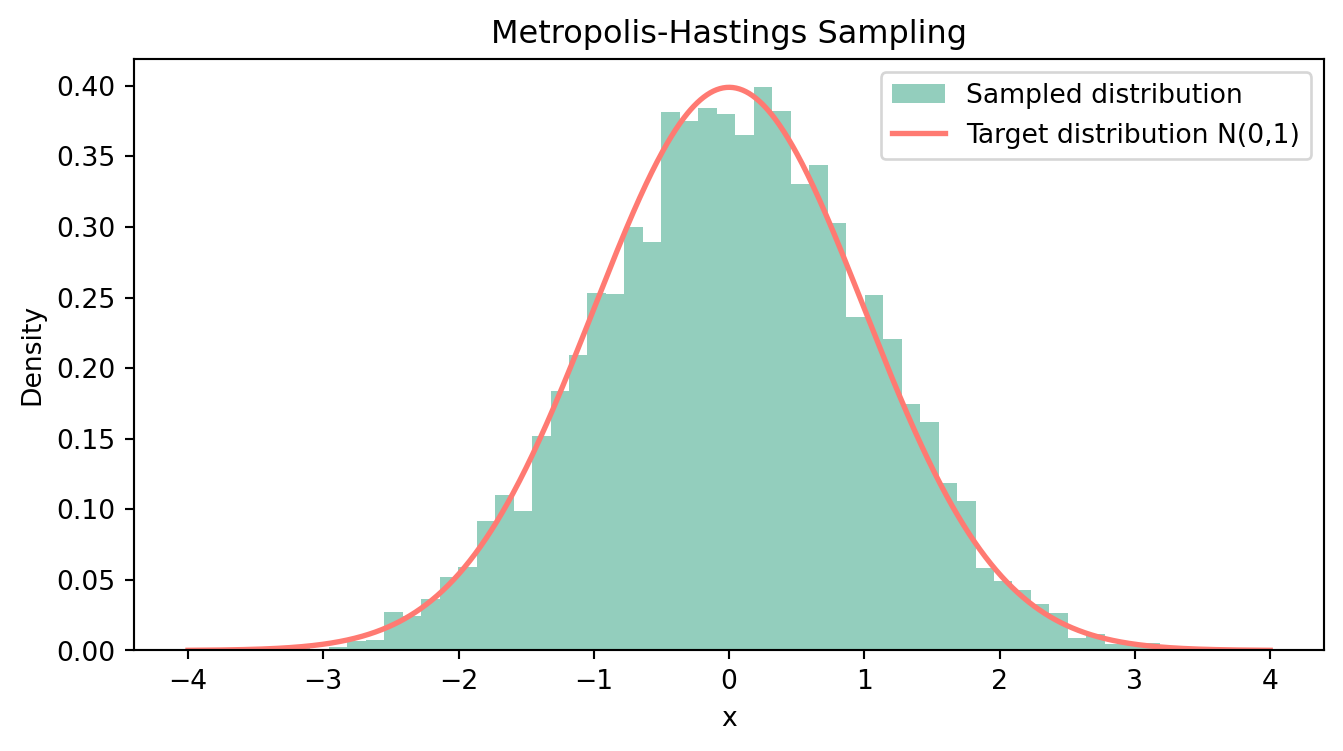 Metropolis-Hastings Sampling
Sampled distribution
Target distribution N(0,1)
Density
0.40
0.35
0.30
0.25
0.20
0.15
0.10
0.05
0.00
−4 −3 −2 −1 0 1 2 3 4
x